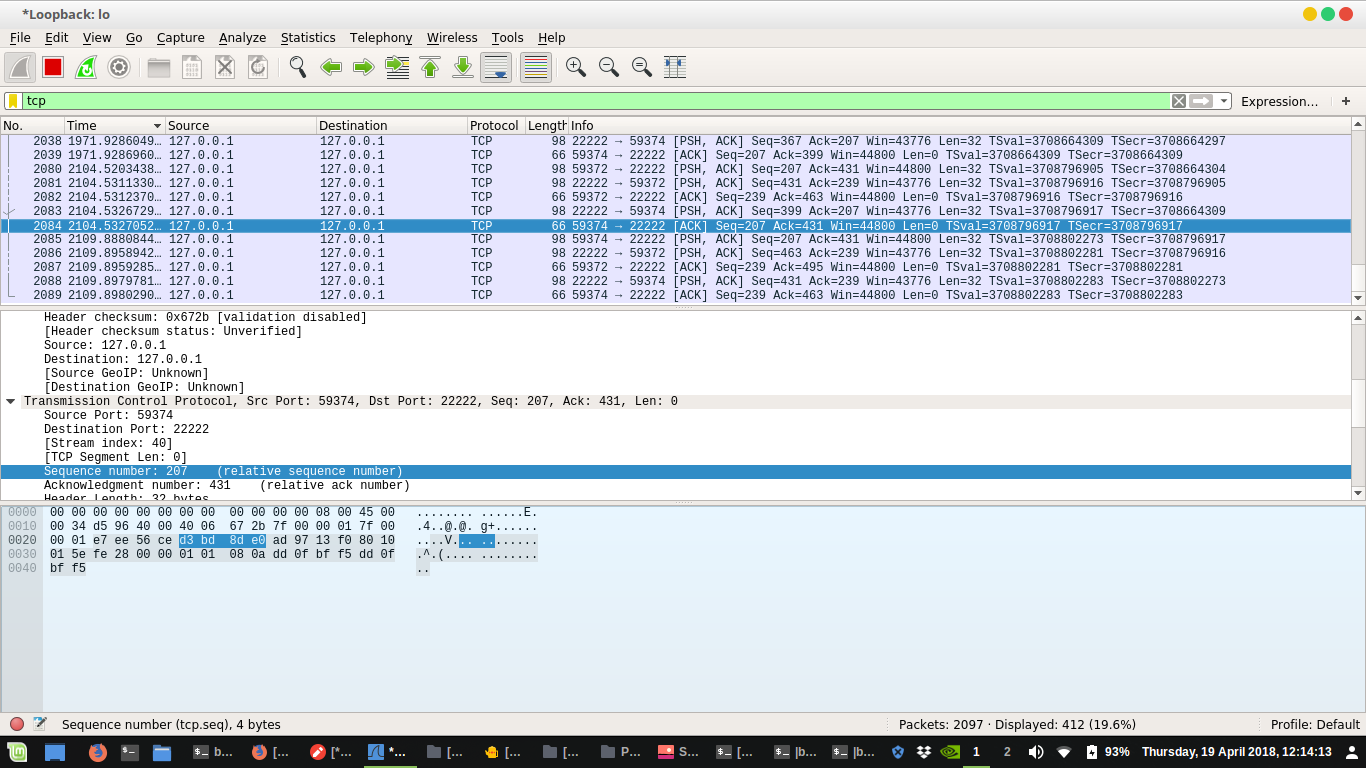 *Loopback: lo
File Edit View Go Capture Analyze Statistics Telephony Wireless Tools Help
tcp Expression… +
No. Time Source Destination Protocol Length Info
2038 1971.9286049… 127.0.0.1 127.0.0.1 TCP 98 22222 → 59374 [PSH, ACK] Seq=367 Ack=207 Win=43776 Len=32 TSval=3708664309 TSecr=3708664297
2039 1971.9286960… 127.0.0.1 127.0.0.1 TCP 66 59374 → 22222 [ACK] Seq=207 Ack=399 Win=44800 Len=0 TSval=3708664309 TSecr=3708664309
2080 2104.5203438… 127.0.0.1 127.0.0.1 TCP 98 59372 → 22222 [PSH, ACK] Seq=207 Ack=431 Win=44800 Len=32 TSval=3708796905 TSecr=3708664304
2081 2104.5311330… 127.0.0.1 127.0.0.1 TCP 98 22222 → 59372 [PSH, ACK] Seq=431 Ack=239 Win=43776 Len=32 TSval=3708796916 TSecr=3708796905
2082 2104.5312370… 127.0.0.1 127.0.0.1 TCP 66 59372 → 22222 [ACK] Seq=239 Ack=463 Win=44800 Len=0 TSval=3708796916 TSecr=3708796916
2083 2104.5326729… 127.0.0.1 127.0.0.1 TCP 98 22222 → 59374 [PSH, ACK] Seq=399 Ack=207 Win=43776 Len=32 TSval=3708796917 TSecr=3708664309
2084 2104.5327052… 127.0.0.1 127.0.0.1 TCP 66 59374 → 22222 [ACK] Seq=207 Ack=431 Win=44800 Len=0 TSval=3708796917 TSecr=3708796917
2085 2109.8880844… 127.0.0.1 127.0.0.1 TCP 98 59374 → 22222 [PSH, ACK] Seq=207 Ack=431 Win=44800 Len=32 TSval=3708802273 TSecr=3708796917
2086 2109.8958942… 127.0.0.1 127.0.0.1 TCP 98 22222 → 59372 [PSH, ACK] Seq=463 Ack=239 Win=43776 Len=32 TSval=3708802281 TSecr=3708796916
2087 2109.8959285… 127.0.0.1 127.0.0.1 TCP 66 59372 → 22222 [ACK] Seq=239 Ack=495 Win=44800 Len=0 TSval=3708802281 TSecr=3708802281
2088 2109.8979781… 127.0.0.1 127.0.0.1 TCP 98 22222 → 59374 [PSH, ACK] Seq=431 Ack=239 Win=43776 Len=32 TSval=3708802283 TSecr=3708802273
2089 2109.8980290… 127.0.0.1 127.0.0.1 TCP 66 59374 → 22222 [ACK] Seq=239 Ack=463 Win=44800 Len=0 TSval=3708802283 TSecr=3708802283
Header checksum: 0x672b [validation disabled]
[Header checksum status: Unverified]
Source: 127.0.0.1
Destination: 127.0.0.1
[Source GeoIP: Unknown]
[Destination GeoIP: Unknown]
Transmission Control Protocol, Src Port: 59374, Dst Port: 22222, Seq: 207, Ack: 431, Len: 0
Source Port: 59374
Destination Port: 22222
[Stream index: 40]
[TCP Segment Len: 0]
Sequence number: 207 (relative sequence number)
Acknowledgment number: 431 (relative ack number)
Header Length: 32 bytes
0000 00 00 00 00 00 00 00 00 00 00 00 00 08 00 45 00 ........ ......E.
0010 00 34 d5 96 40 00 40 06 67 2b 7f 00 00 01 7f 00 .4..@.@. g+......
0020 00 01 e7 ee 56 ce d3 bd 8d e0 ad 97 13 f0 80 10 ....V... ........
0030 01 5e fe 28 00 00 01 01 08 0a dd 0f bf f5 dd 0f .^.(.... ........
0040 bf f5 ..
Sequence number (tcp.seq), 4 bytes Packets: 2097 · Displayed: 412 (19.6%) Profile: Default
b… [… [*… *… [… [… [… P… S… [… |b… |b… 1 2 93% Thursday, 19 April 2018, 12:14:13